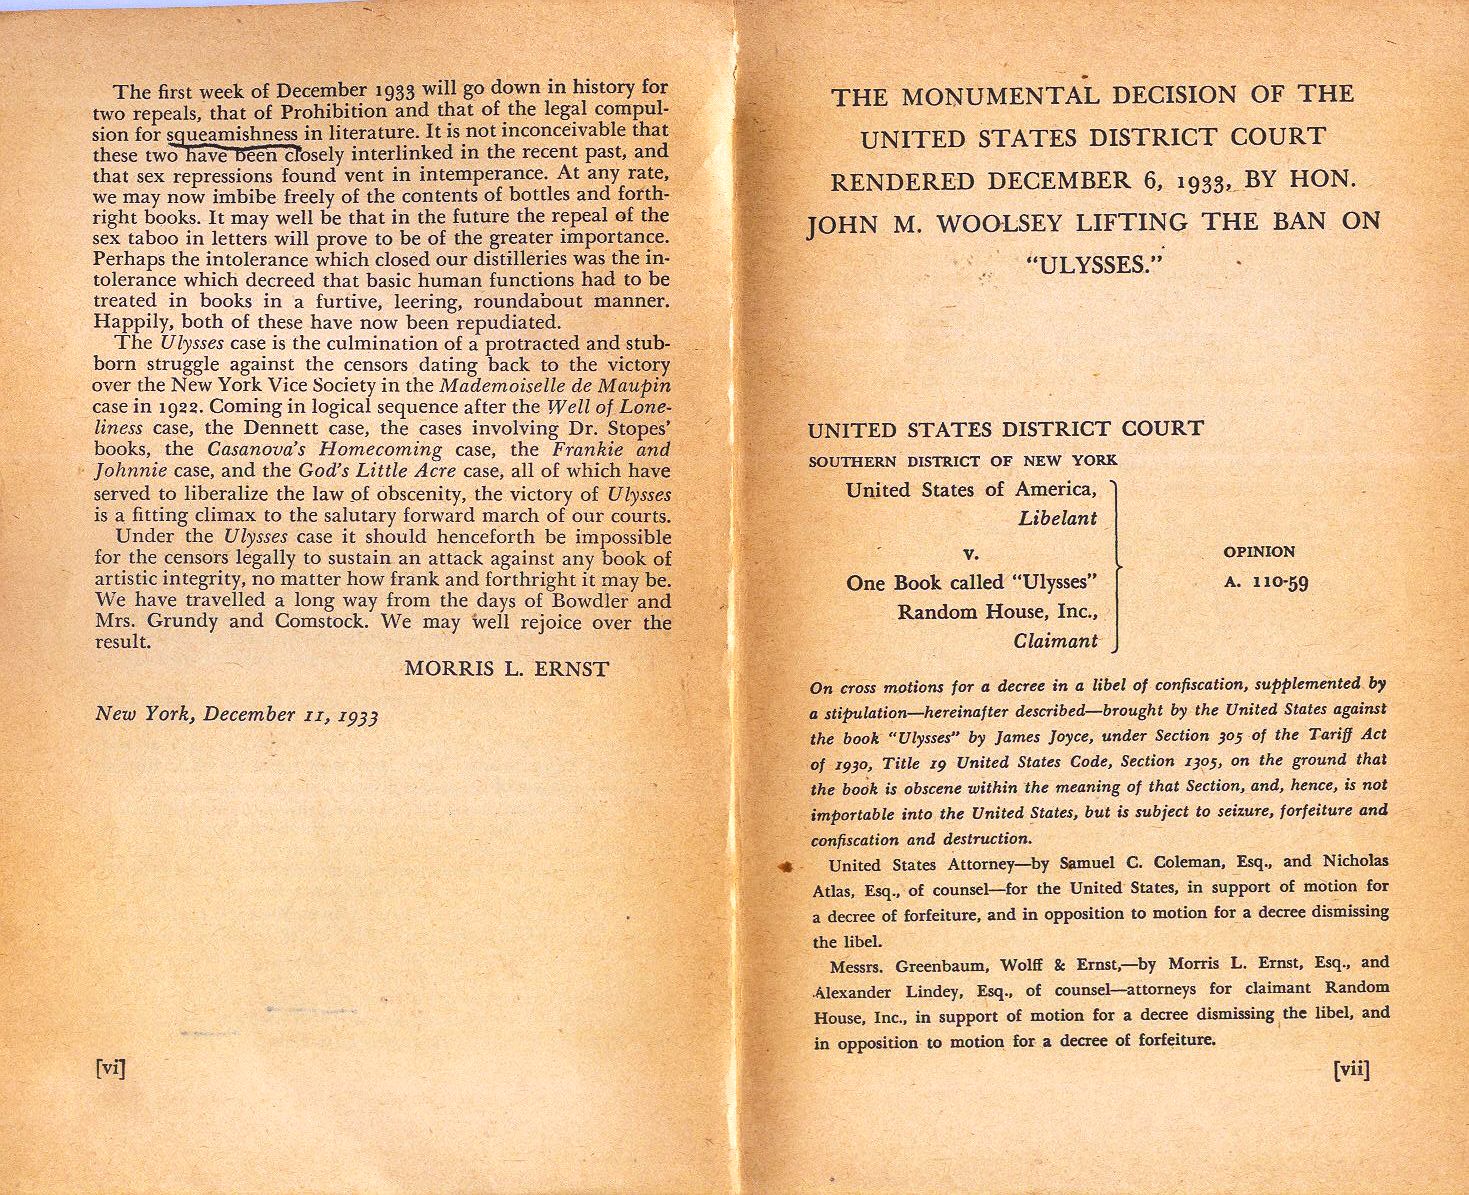 The first week of December 1933 will go down in history for
two repeals, that of Prohibition and that of the legal compul-
sion for squeamishness in literature. It is not inconceivable that
these two have been closely interlinked in the recent past, and
that sex repressions found vent in intemperance. At any rate,
we may now imbibe freely of the contents of bottles and forth-
right books. It may well be that in the future the repeal of the
sex taboo in letters will prove to be of the greater importance.
Perhaps the intolerance which closed our distilleries was the in-
tolerance which decreed that basic human functions had to be
treated in books in a furtive, leering, roundabout manner.
Happily, both of these have now been repudiated.
The Ulysses case is the culmination of a protracted and stub-
born struggle against the censors dating back to the victory
over the New York Vice Society in the Mademoiselle de Maupin
case in 1922. Coming in logical sequence after the Well of Lone-
liness case, the Dennett case, the cases involving Dr. Stopes'
books, the Casanova's Homecoming case, the Frankie and
Johnnie case, and the God's Little Acre case, all of which have
served to liberalize the law of obscenity, the victory of Ulysses
is a fitting climax to the salutary forward march of our courts.
Under the Ulysses case it should henceforth be impossible
for the censors legally to sustain an attack against any book of
artistic integrity, no matter how frank and forthright it may be.
We have travelled a long way from the days of Bowdler and
Mrs. Grundy and Comstock. We may well rejoice over the
result.
MORRIS L. ERNST
New York, December 11, 1933
[vi]
THE MONUMENTAL DECISION OF THE
UNITED STATES DISTRICT COURT
RENDERED DECEMBER 6, 1933, BY HON.
JOHN M. WOOLSEY LIFTING THE BAN ON
"ULYSSES."
UNITED STATES DISTRICT COURT
SOUTHERN DISTRICT OF NEW YORK
United States of America,
Libelant
v.
One Book called "Ulysses"
Random House, Inc.,
Claimant
OPINION
A. 110-59
On cross motions for a decree in a libel of confiscation, supplemented by
a stipulation—hereinafter described—brought by the United States against
the book "Ulysses" by James Joyce, under Section 305 of the Tariff Act
of 1930, Title 19 United States Code, Section 1305, on the ground that
the book is obscene within the meaning of that Section, and, hence, is not
importable into the United States, but is subject to seizure, forfeiture and
confiscation and destruction.
United States Attorney—by Samuel C. Coleman, Esq., and Nicholas
Atlas, Esq., of counsel—for the United States, in support of motion for
a decree of forfeiture, and in opposition to motion for a decree dismissing
the libel.
Messrs. Greenbaum, Wolff & Ernst,—by Morris L. Ernst, Esq., and
Alexander Lindey, Esq., of counsel—attorneys for claimant Random
House, Inc., in support of motion for a decree dismissing the libel, and
in opposition to motion for a decree of forfeiture.
[vii]